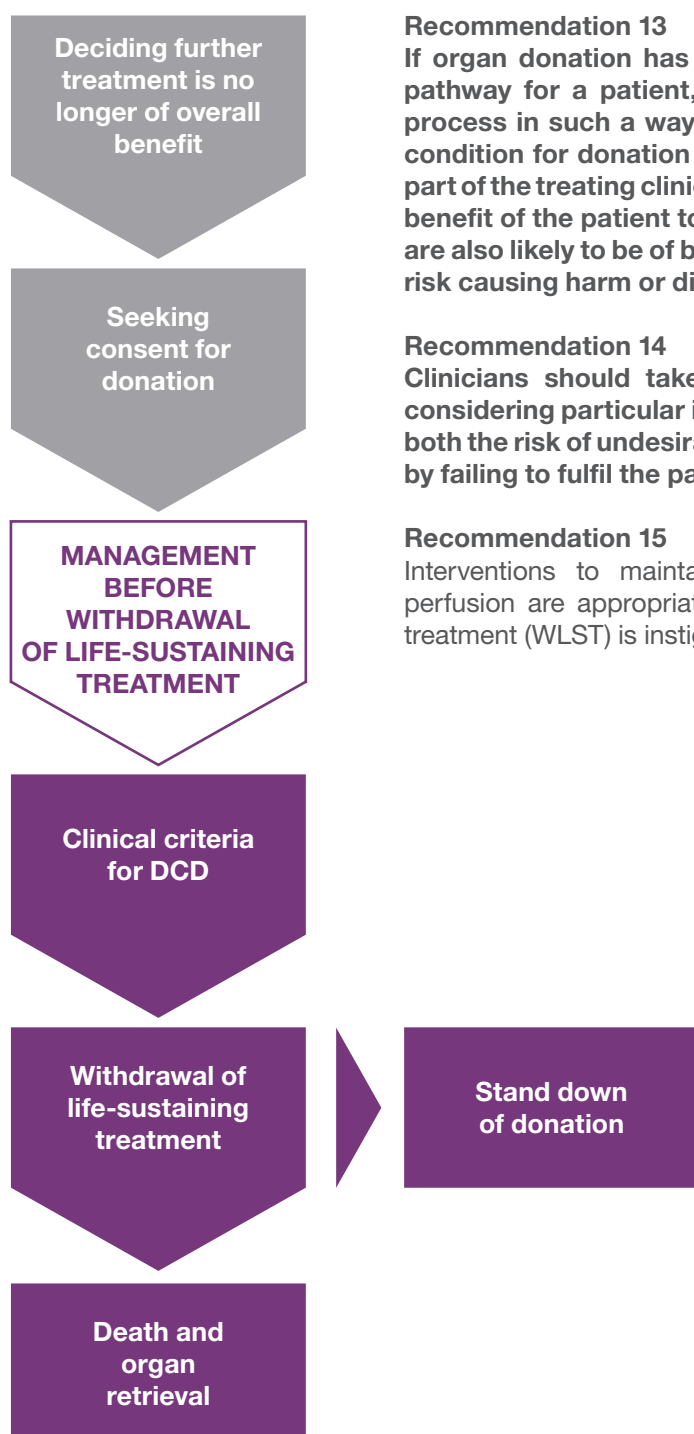 Deciding further
treatment is no
longer of overall
benefit
Seeking
consent for
donation
MANAGEMENT
BEFORE
WITHDRAWAL
OF LIFE-SUSTAINING
TREATMENT
Clinical criteria
for DCD
Withdrawal of
life-sustaining
treatment
Stand down
of donation
Death and
organ
retrieval
Recommendation 13
If organ donation has
pathway for a patient,
process in such a way
condition for donation
part of the treating clini
benefit of the patient to
are also likely to be of b
risk causing harm or di
Recommendation 14
Clinicians should take
considering particular i
both the risk of undesira
by failing to fulfil the pa
Recommendation 15
Interventions to mainta
perfusion are appropriat
treatment (WLST) is instig